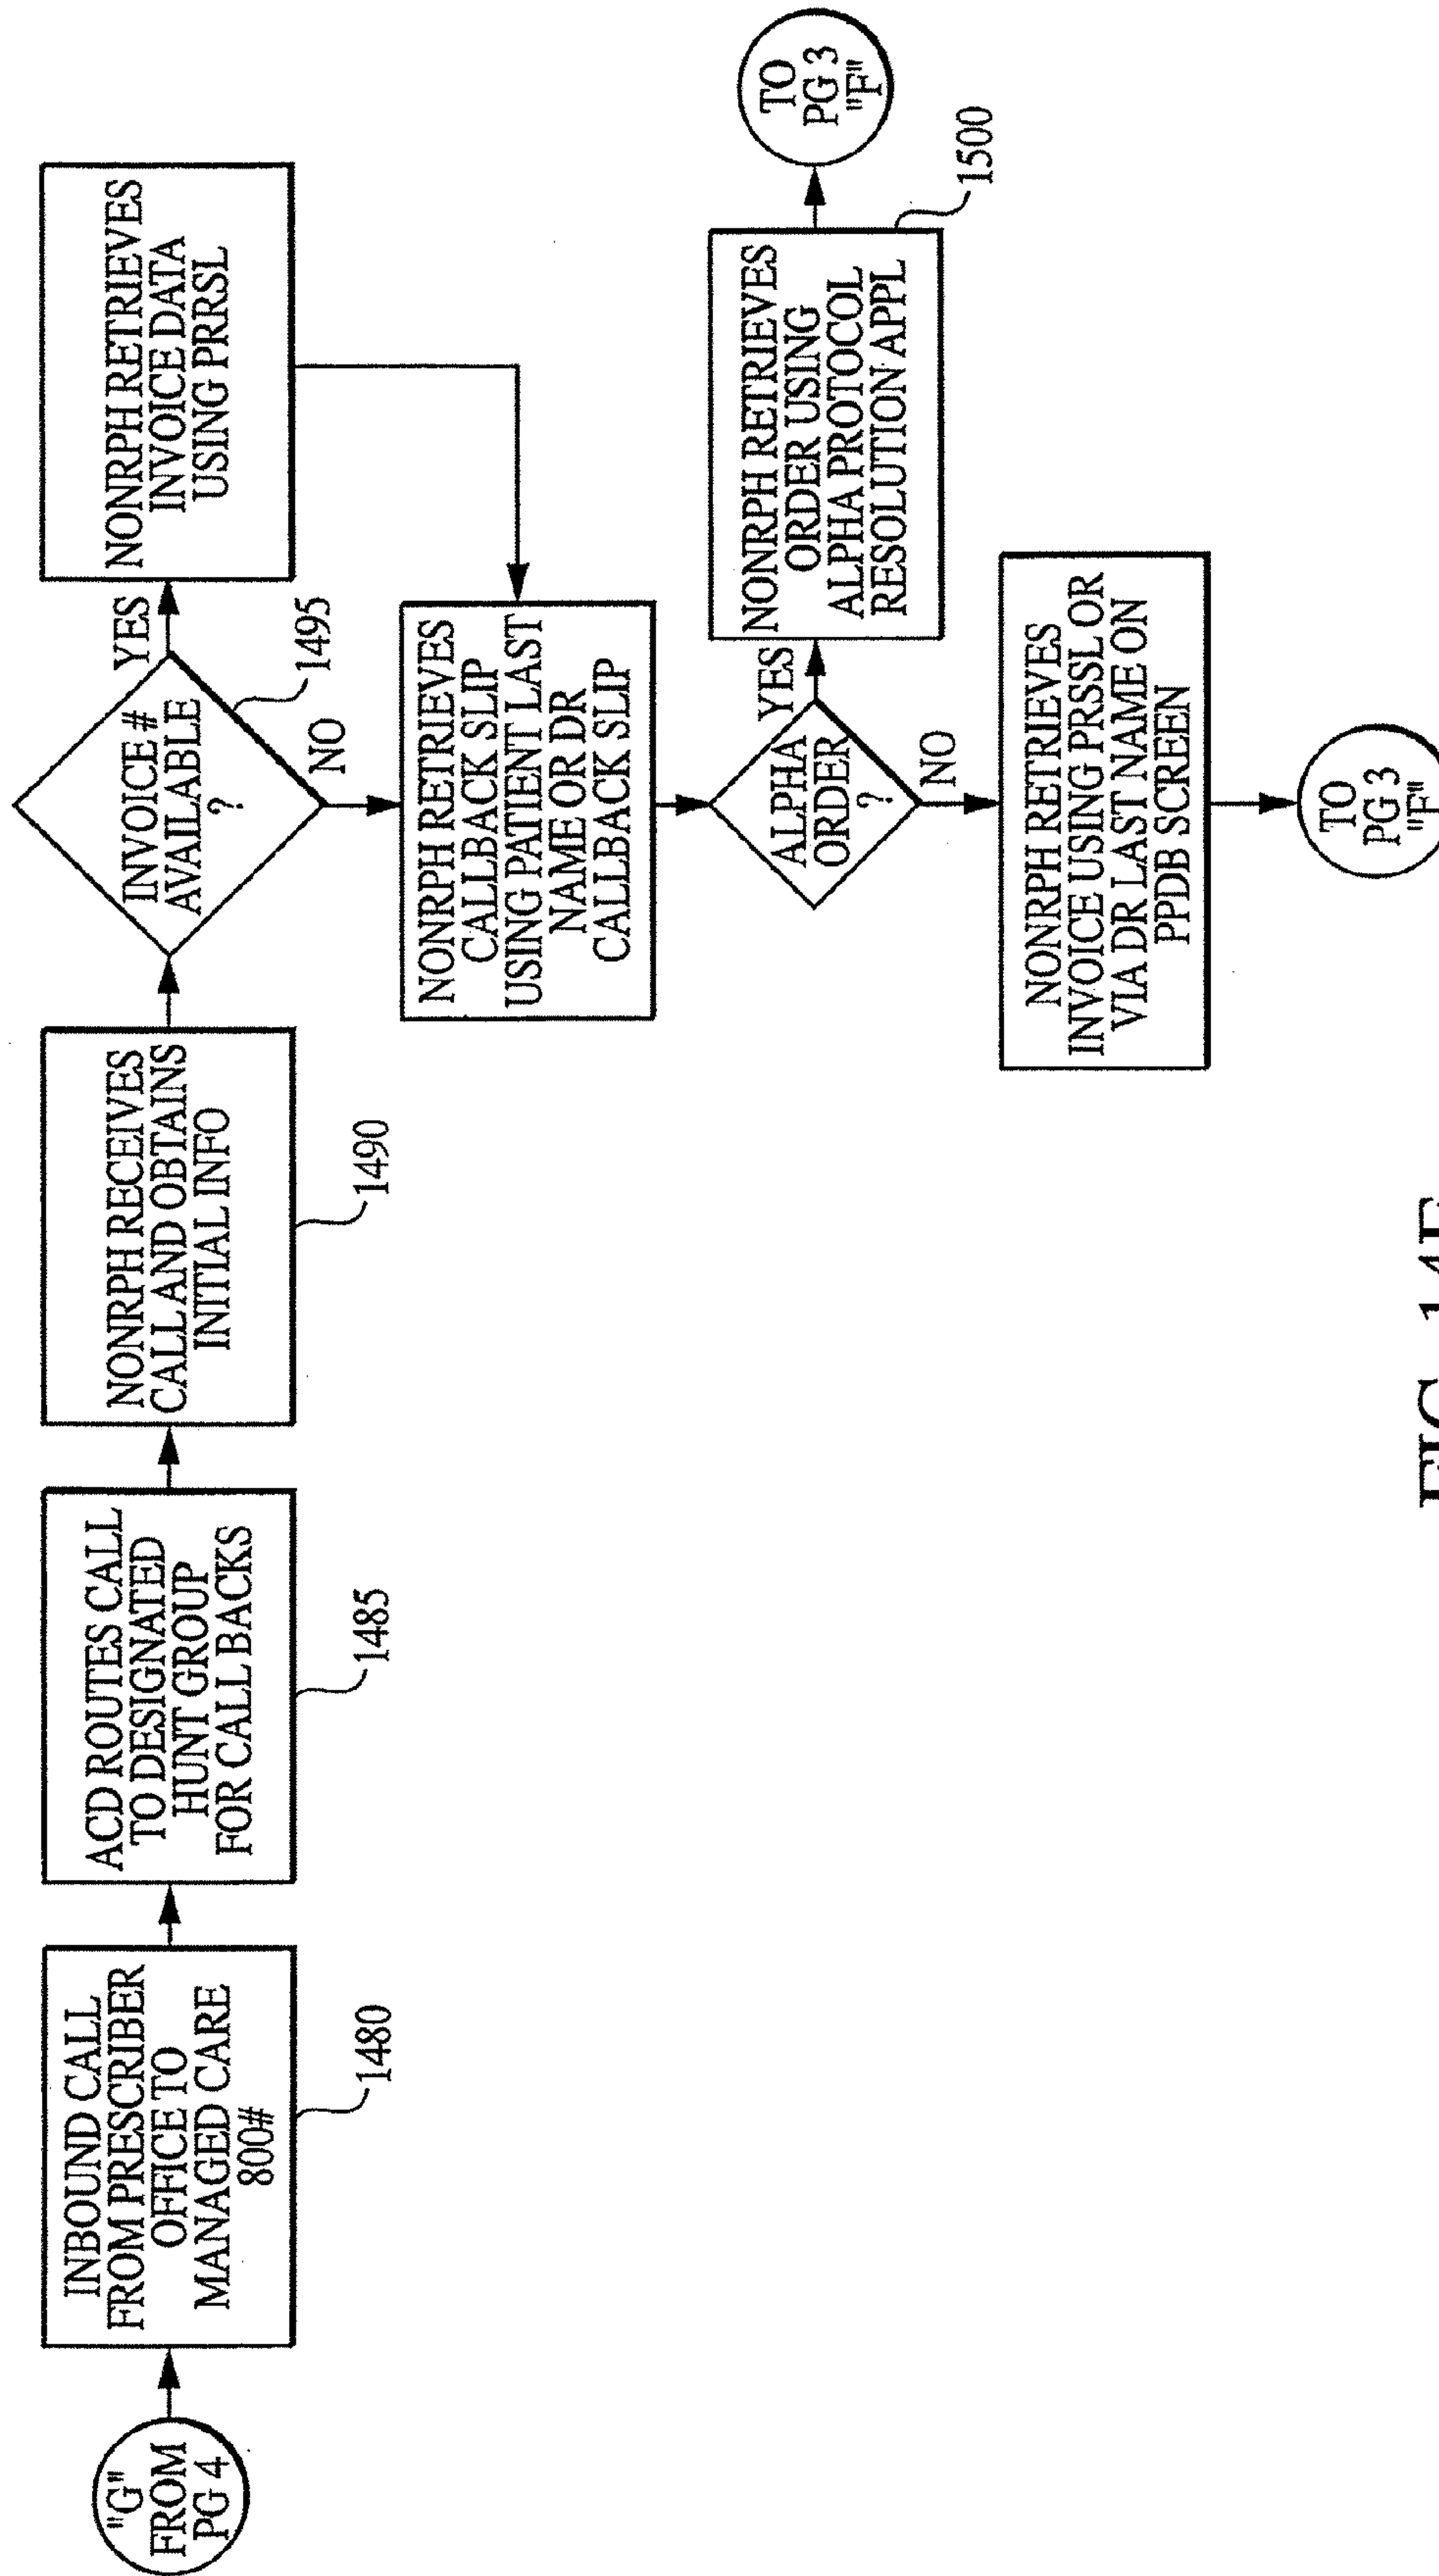 "G"
FROM
PG 4
INBOUND CALL
FROM PRESCRIBER
OFFICE TO
MANAGED CARE
800#
1480
ACD ROUTES CALL
TO DESIGNATED
HUNT GROUP
FOR CALL BACKS
1485
NONRPH RECEIVES
CALL AND OBTAINS
INITIAL INFO
1490
INVOICE #
AVAILABLE
?
1495
YES
NO
NONRPH RETRIEVES
INVOICE DATA
USING PRRSL
NONRPH RETRIEVES
CALLBACK SLIP
USING PATIENT LAST
NAME OR DR
CALLBACK SLIP
ALPHA
ORDER
?
YES
NO
NONRPH RETRIEVES
ORDER USING
ALPHA PROTOCOL
RESOLUTION APPL
1500
TO
PG 3
"F"
NONRPH RETRIEVES
INVOICE USING PRSSL OR
VIA DR LAST NAME ON
PPDB SCREEN
TO
PG 3
"F"